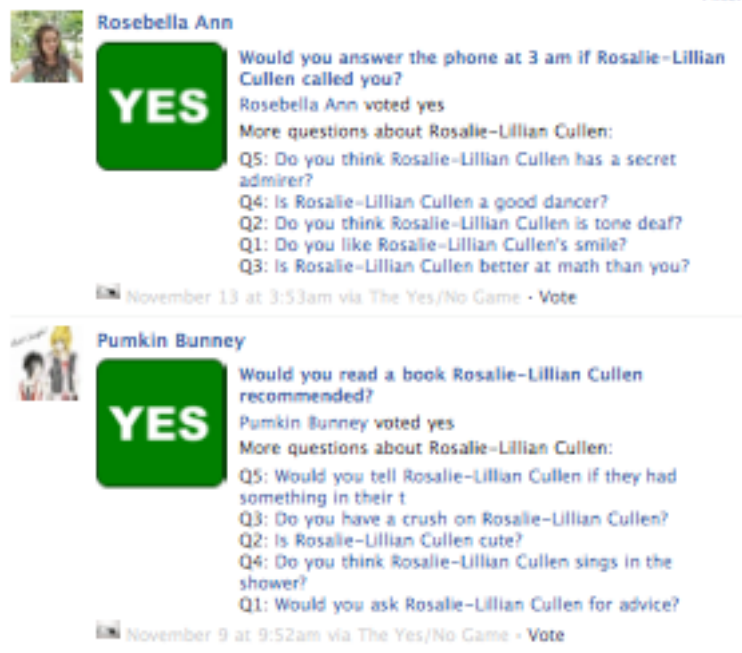 Rosebella Ann
YES
Would you answer the phone at 3 am if Rosalie-Lillian
Cullen called you?
Rosebella Ann voted yes
More questions about Rosalie-Lillian Cullen:
Q5: Do you think Rosalie-Lillian Cullen has a secret
admirer?
Q4: Is Rosalie-Lillian Cullen a good dancer?
Q2: Do you think Rosalie-Lillian Cullen is tone deaf?
Q1: Do you like Rosalie-Lillian Cullen's smile?
Q3: Is Rosalie-Lillian Cullen better at math than you?
November 13 at 3:53am via The Yes/No Game · Vote
Pumkin Bunney
YES
Would you read a book Rosalie-Lillian Cullen
recommended?
Pumkin Bunney voted yes
More questions about Rosalie-Lillian Cullen:
Q5: Would you tell Rosalie-Lillian Cullen if they had
something in their t
Q3: Do you have a crush on Rosalie-Lillian Cullen?
Q2: Is Rosalie-Lillian Cullen cute?
Q4: Do you think Rosalie-Lillian Cullen sings in the
shower?
Q1: Would you ask Rosalie-Lillian Cullen for advice?
November 9 at 9:52am via The Yes/No Game · Vote